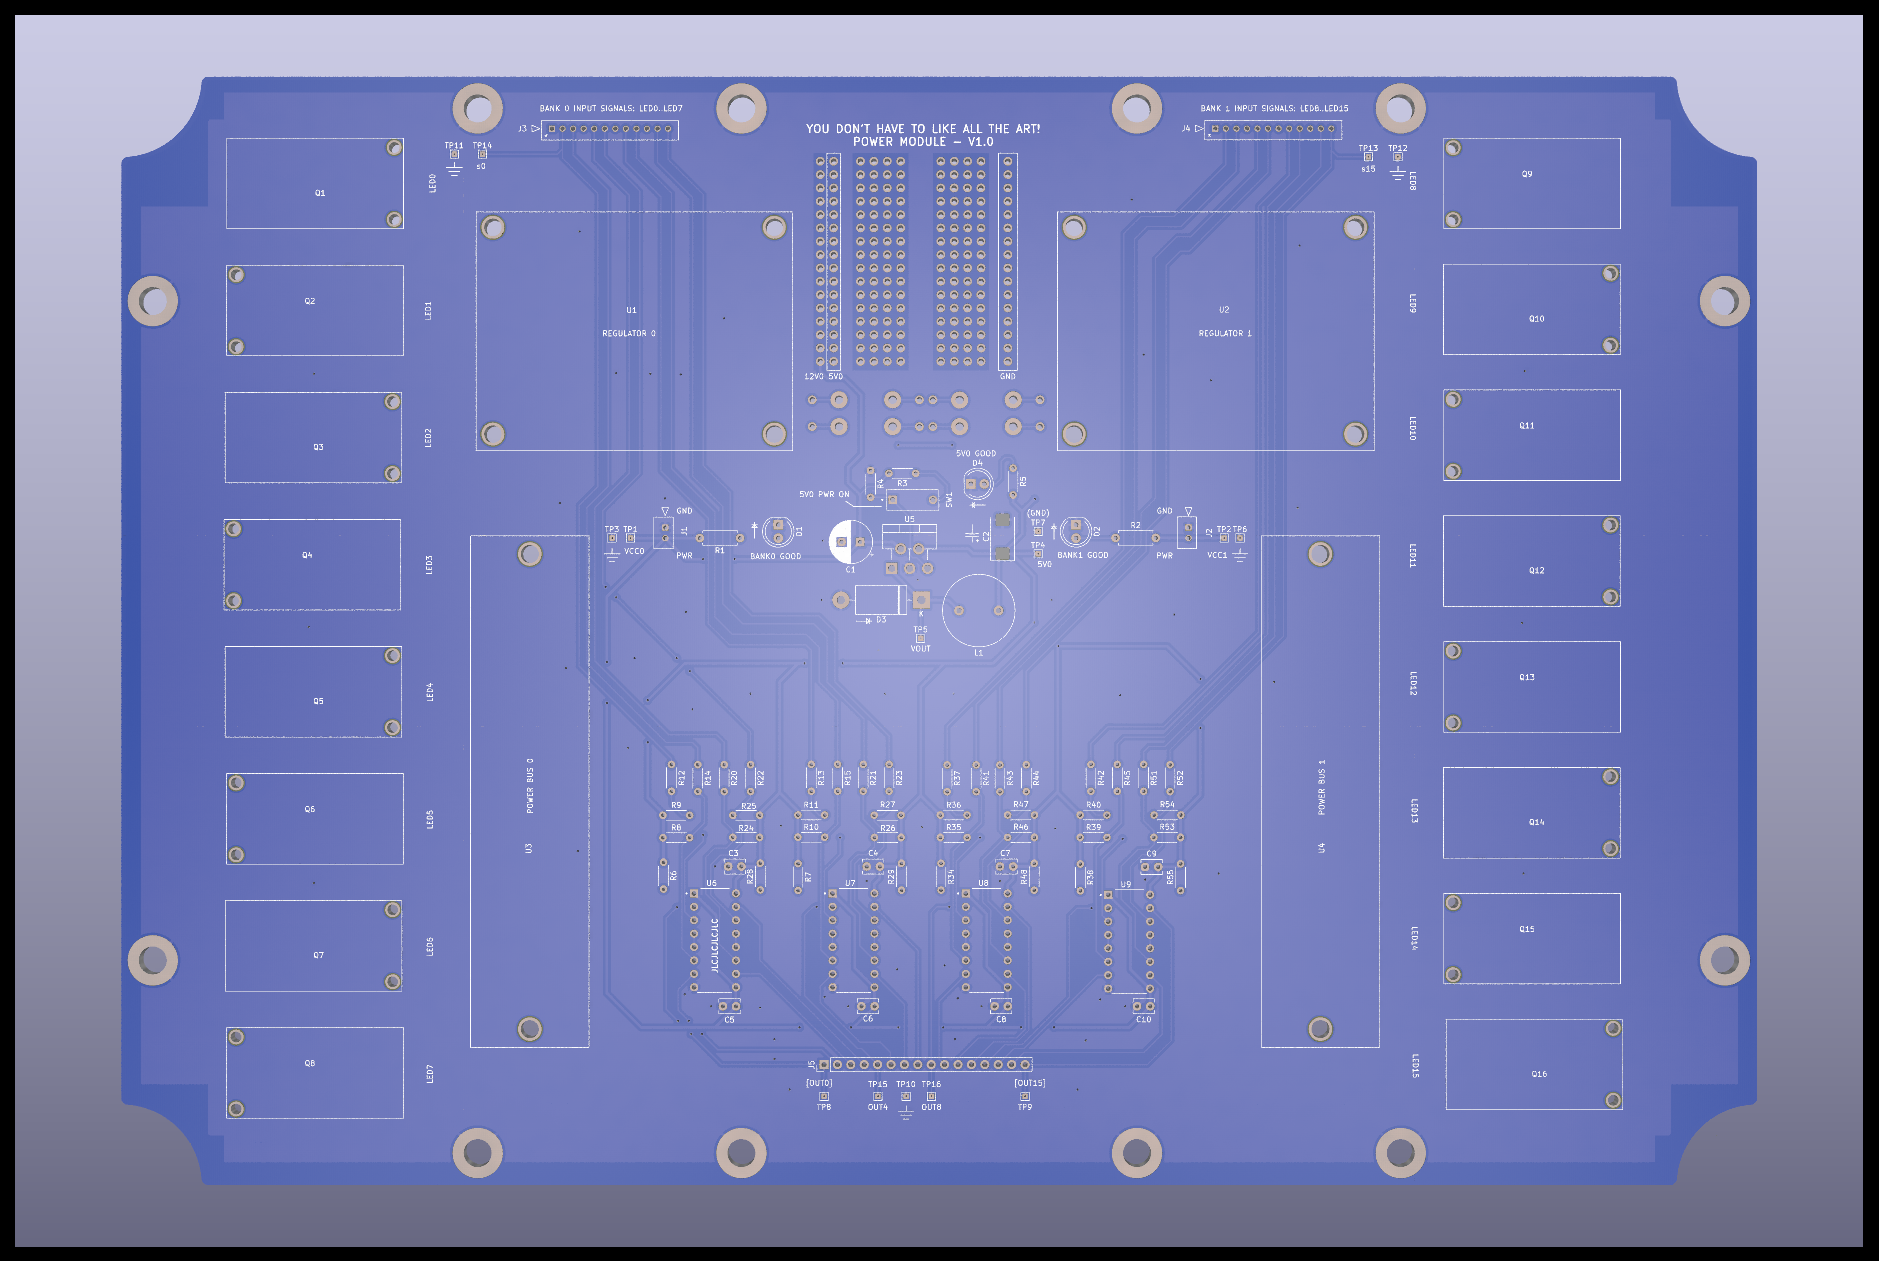 BANK 0 INPUT SIGNALS: LED0..LED7
BANK 1 INPUT SIGNALS: LED8..LED15
J3
YOU DON'T HAVE TO LIKE ALL THE ART!
J4
POWER MODULE - V1.0
TP11 TP14
s0
TP13 TP12
s15
Q1
LED0
LED8
Q9
Q2
LED1
U1
REGULATOR 0
U2
REGULATOR 1
LED9
Q10
12V0 5V0
GND
Q3
LED2
LED10
Q11
5V0 GOOD
D4
R4
R3
R5
5V0 PWR ON
SW1
GND
J1
U5
(GND)
TP7
GND
J2
TP3 TP1
VCC0
PWR
R1
D1
BANK0 GOOD
C1
C2
TP4
5V0
D2
BANK1 GOOD
R2
PWR
TP2 TP6
VCC1
Q4
LED3
LED11
Q12
D3
K
TP5
VOUT
L1
Q5
LED4
LED12
Q13
POWER BUS 0
U3
POWER BUS 1
U4
R12
R14
R20
R22
R13
R15
R21
R23
R37
R41
R43
R44
R42
R45
R51
R52
R9
R25
R11
R27
R36
R47
R40
R54
R8
R24
R10
R26
R35
R46
R39
R53
Q6
LED5
LED13
Q14
C3
C4
C7
C9
R6
R28
R7
R29
R34
R48
R38
R55
U6
U7
U8
U9
JLCJLCJLCJLC
Q7
LED6
LED14
Q15
C5
C6
C8
C10
Q8
LED7
LED15
Q16
J5
[OUT0]
TP15 TP10 TP16
[OUT15]
TP8
OUT4
OUT8
TP9